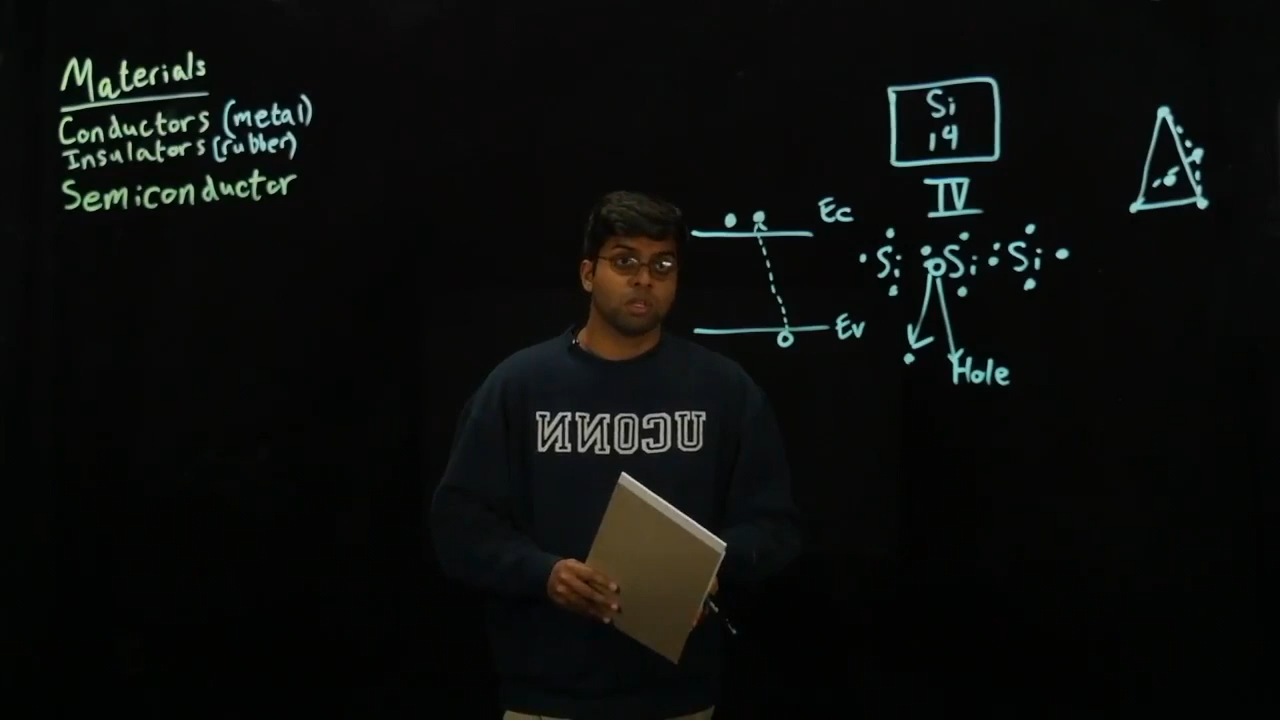 Materials
Conductors (metal)
Insulators (rubber)
Semiconductor
Si
14
IV
Ec
Si Si Si
Ev
Hole
UCONN